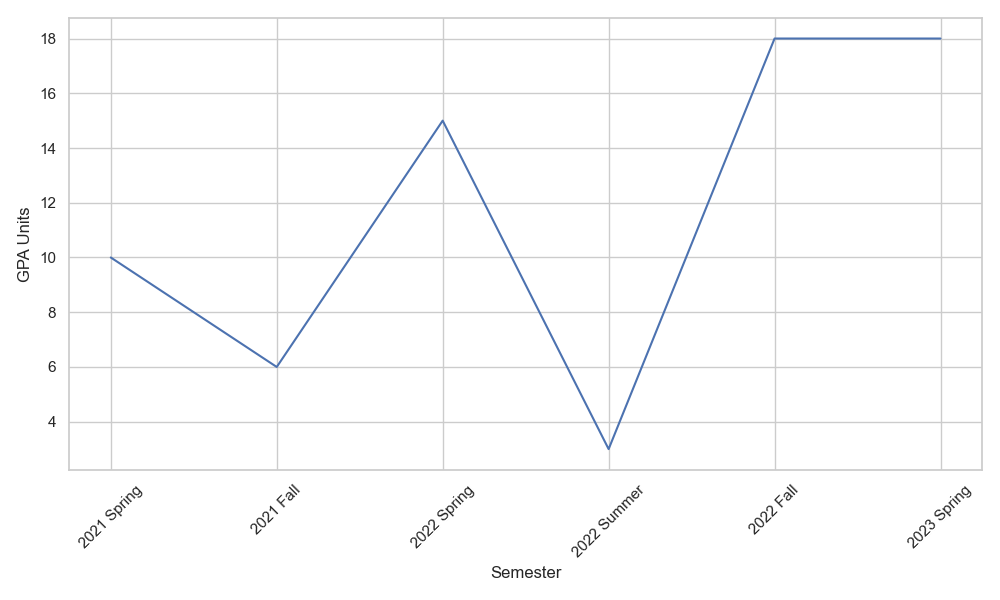 18
16
14
12
10
8
6
4
GPA Units
2021 Spring
2021 Fall
2022 Spring
2022 Summer
2022 Fall
2023 Spring
Semester